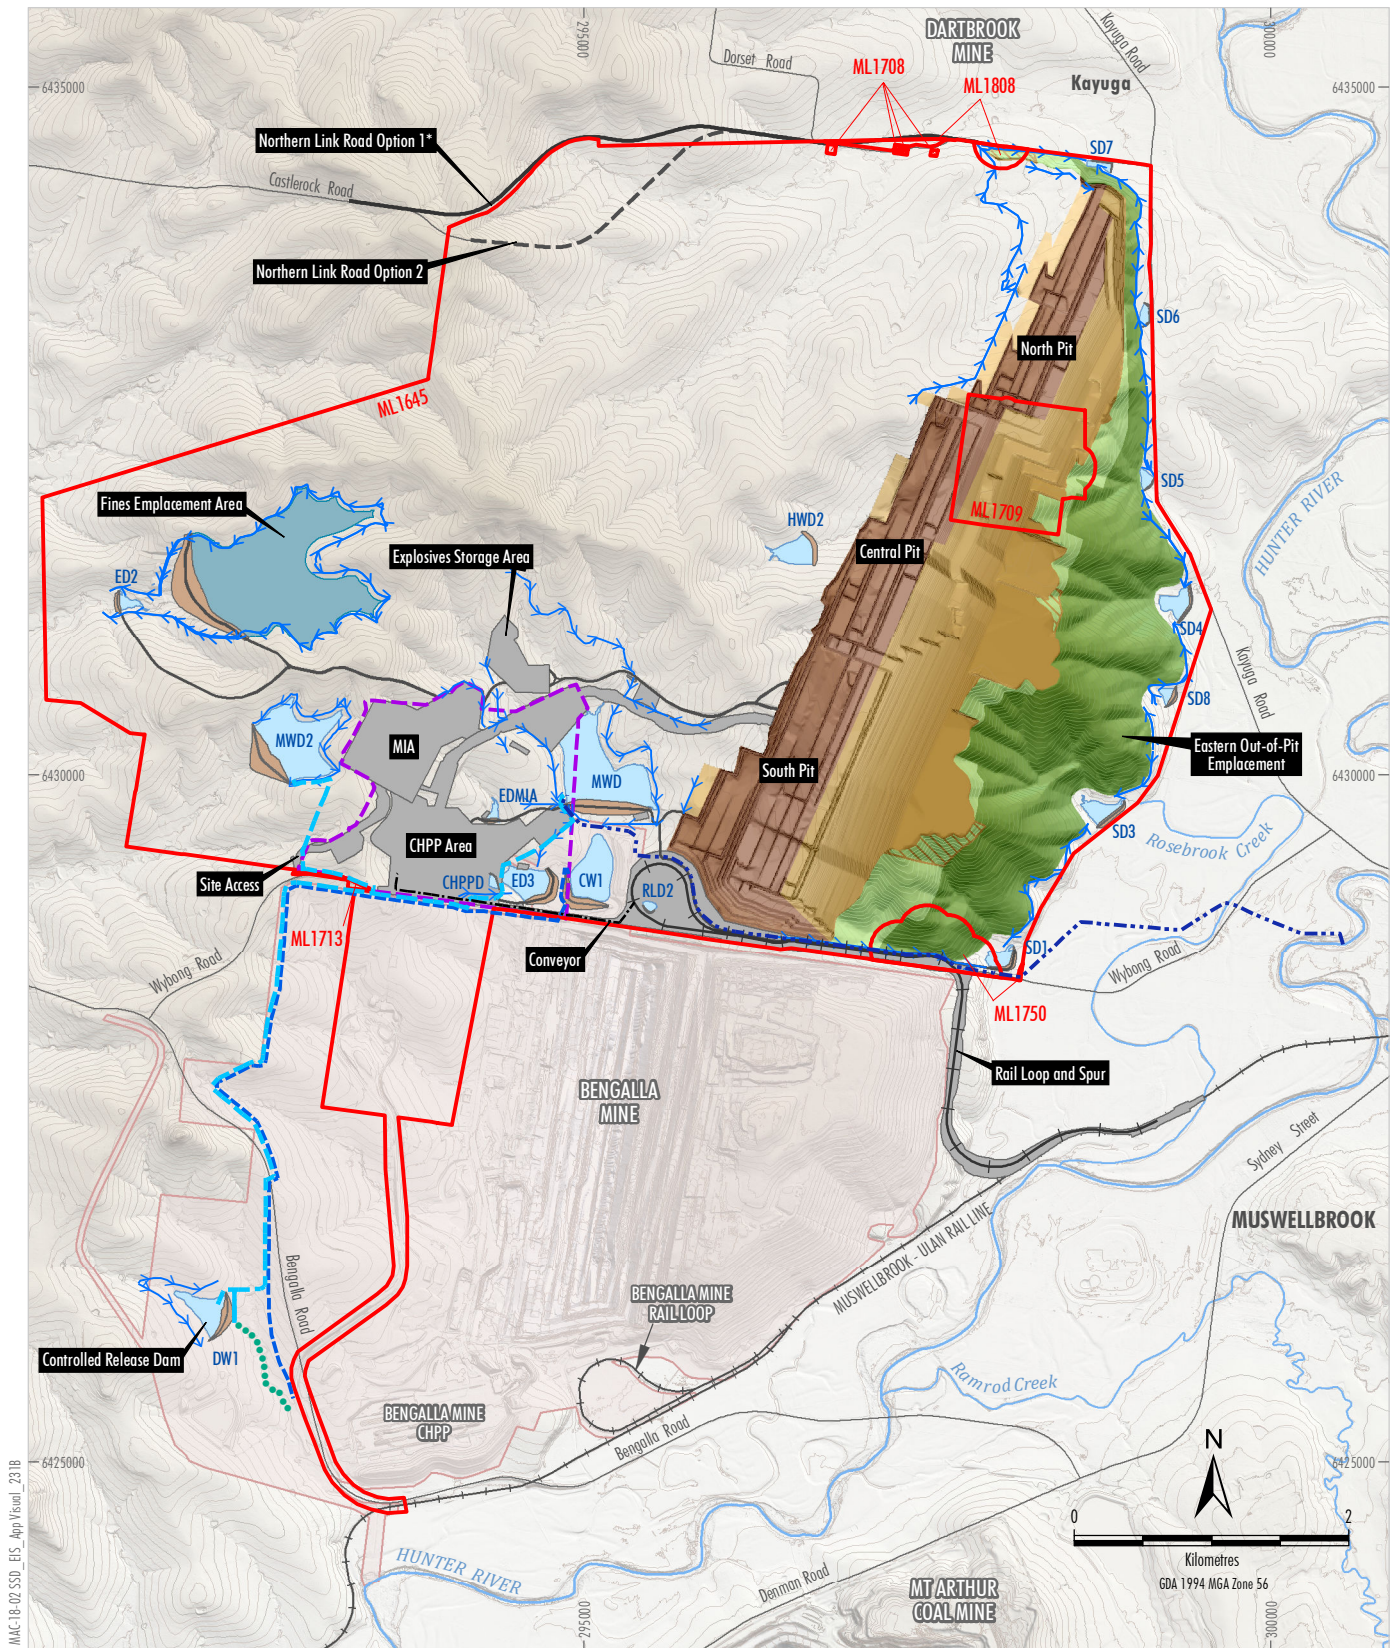 295000
300000
DARTBROOK
MINE
Kayuga Road
Dorset Road
ML1708
ML1808
Kayuga
6435000
6435000
Northern Link Road Option 1*
SD7
Castlerock Road
Northern Link Road Option 2
SD6
North Pit
ML1645
SD5
Fines Emplacement Area
ML1709
HWD2
HUNTER RIVER
Explosives Storage Area
Central Pit
ED2
SD4
Kayuga Road
SD8
MWD2
MIA
Eastern Out-of-Pit
Emplacement
6430000
South Pit
MWD
6430000
EDMIA
SD3
CHPP Area
Rosebrook Creek
Site Access
CHPPD
ED3
CW1
RLD2
ML1713
SD1
Conveyor
Wybong Road
Wybong Road
ML1750
Rail Loop and Spur
BENGALLA
MINE
Sydney Street
MUSWELLBROOK
MUSWELLBROOK - ULAN RAIL LINE
Bengalla Road
BENGALLA MINE
RAIL LOOP
Controlled Release Dam
DW1
Ramrod Creek
BENGALLA MINE
CHPP
Bengalla Road
N
6425000
6425000
0
2
Kilometres
GDA 1994 MGA Zone 56
HUNTER RIVER
Denman Road
MT ARTHUR
COAL MINE
295000
300000
MAC-18-02 SSD_EIS_App Visual_231B